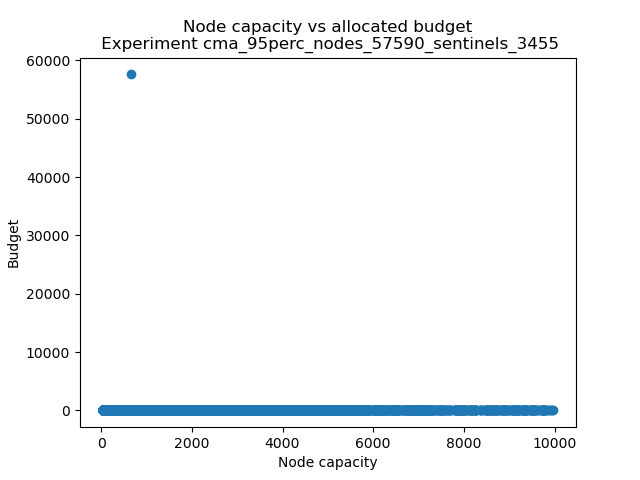 Node capacity vs allocated budget
Experiment cma_95perc_nodes_57590_sentinels_3455
60000
50000
40000
30000
20000
10000
0
Budget
0 2000 4000 6000 8000 10000
Node capacity